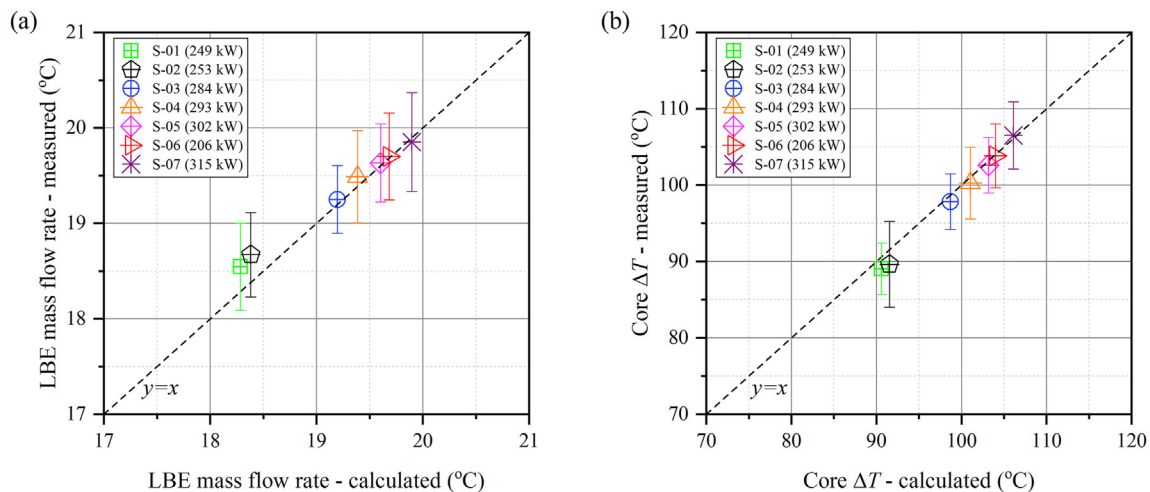 (a)
21
20
19
18
17
LBE mass flow rate - measured (°C)
S-01 (249 kW)
S-02 (253 kW)
S-03 (284 kW)
S-04 (293 kW)
S-05 (302 kW)
S-06 (206 kW)
S-07 (315 kW)
y=x
17 18 19 20 21
LBE mass flow rate - calculated (°C)
(b)
120
110
100
90
80
70
Core ΔT - measured (°C)
S-01 (249 kW)
S-02 (253 kW)
S-03 (284 kW)
S-04 (293 kW)
S-05 (302 kW)
S-06 (206 kW)
S-07 (315 kW)
y=x
70 80 90 100 110 120
Core ΔT - calculated (°C)